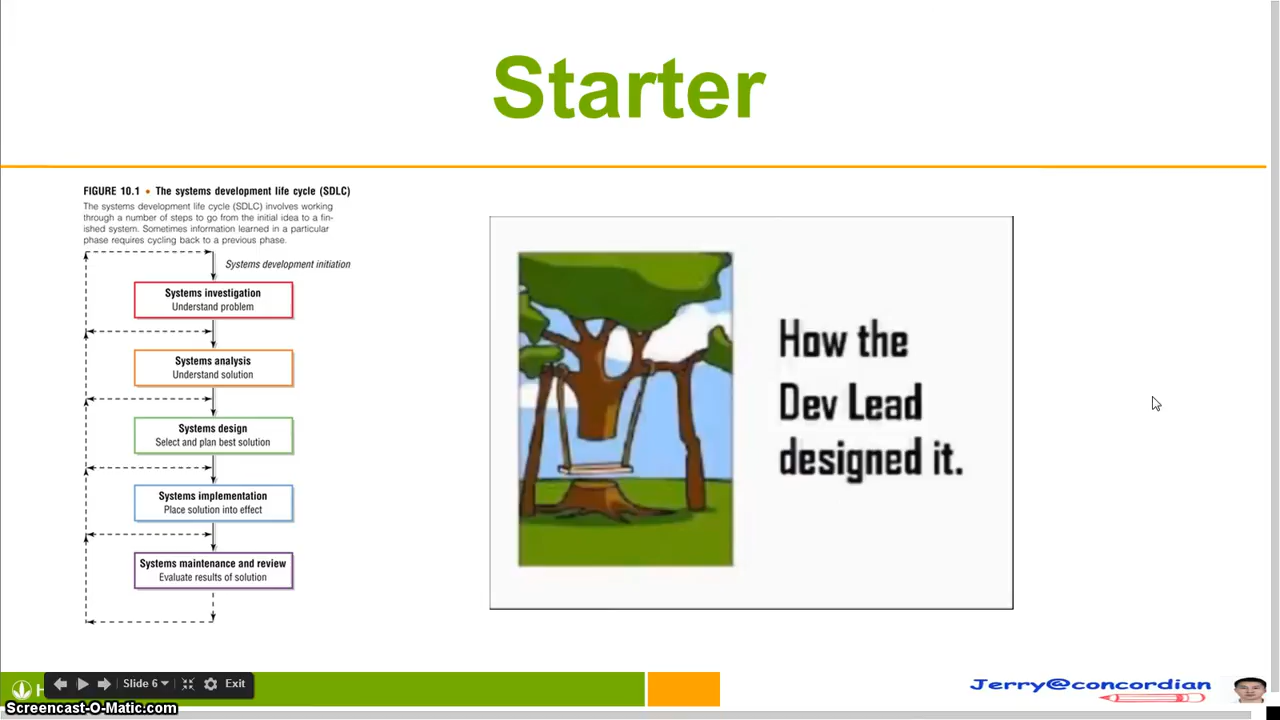 Starter
FIGURE 10.1 • The systems development life cycle (SDLC)
The systems development life cycle (SDLC) involves working
through a number of steps to go from the initial idea to a fin-
ished system. Sometimes information learned in a particular
phase requires cycling back to a previous phase.
Systems development initiation
Systems investigation
Understand problem
Systems analysis
Understand solution
Systems design
Select and plan best solution
Systems implementation
Place solution into effect
Systems maintenance and review
Evaluate results of solution
How the
Dev Lead
designed it.
H
Slide 6
Exit
Jerry@concordian
Screencast-O-Matic.com